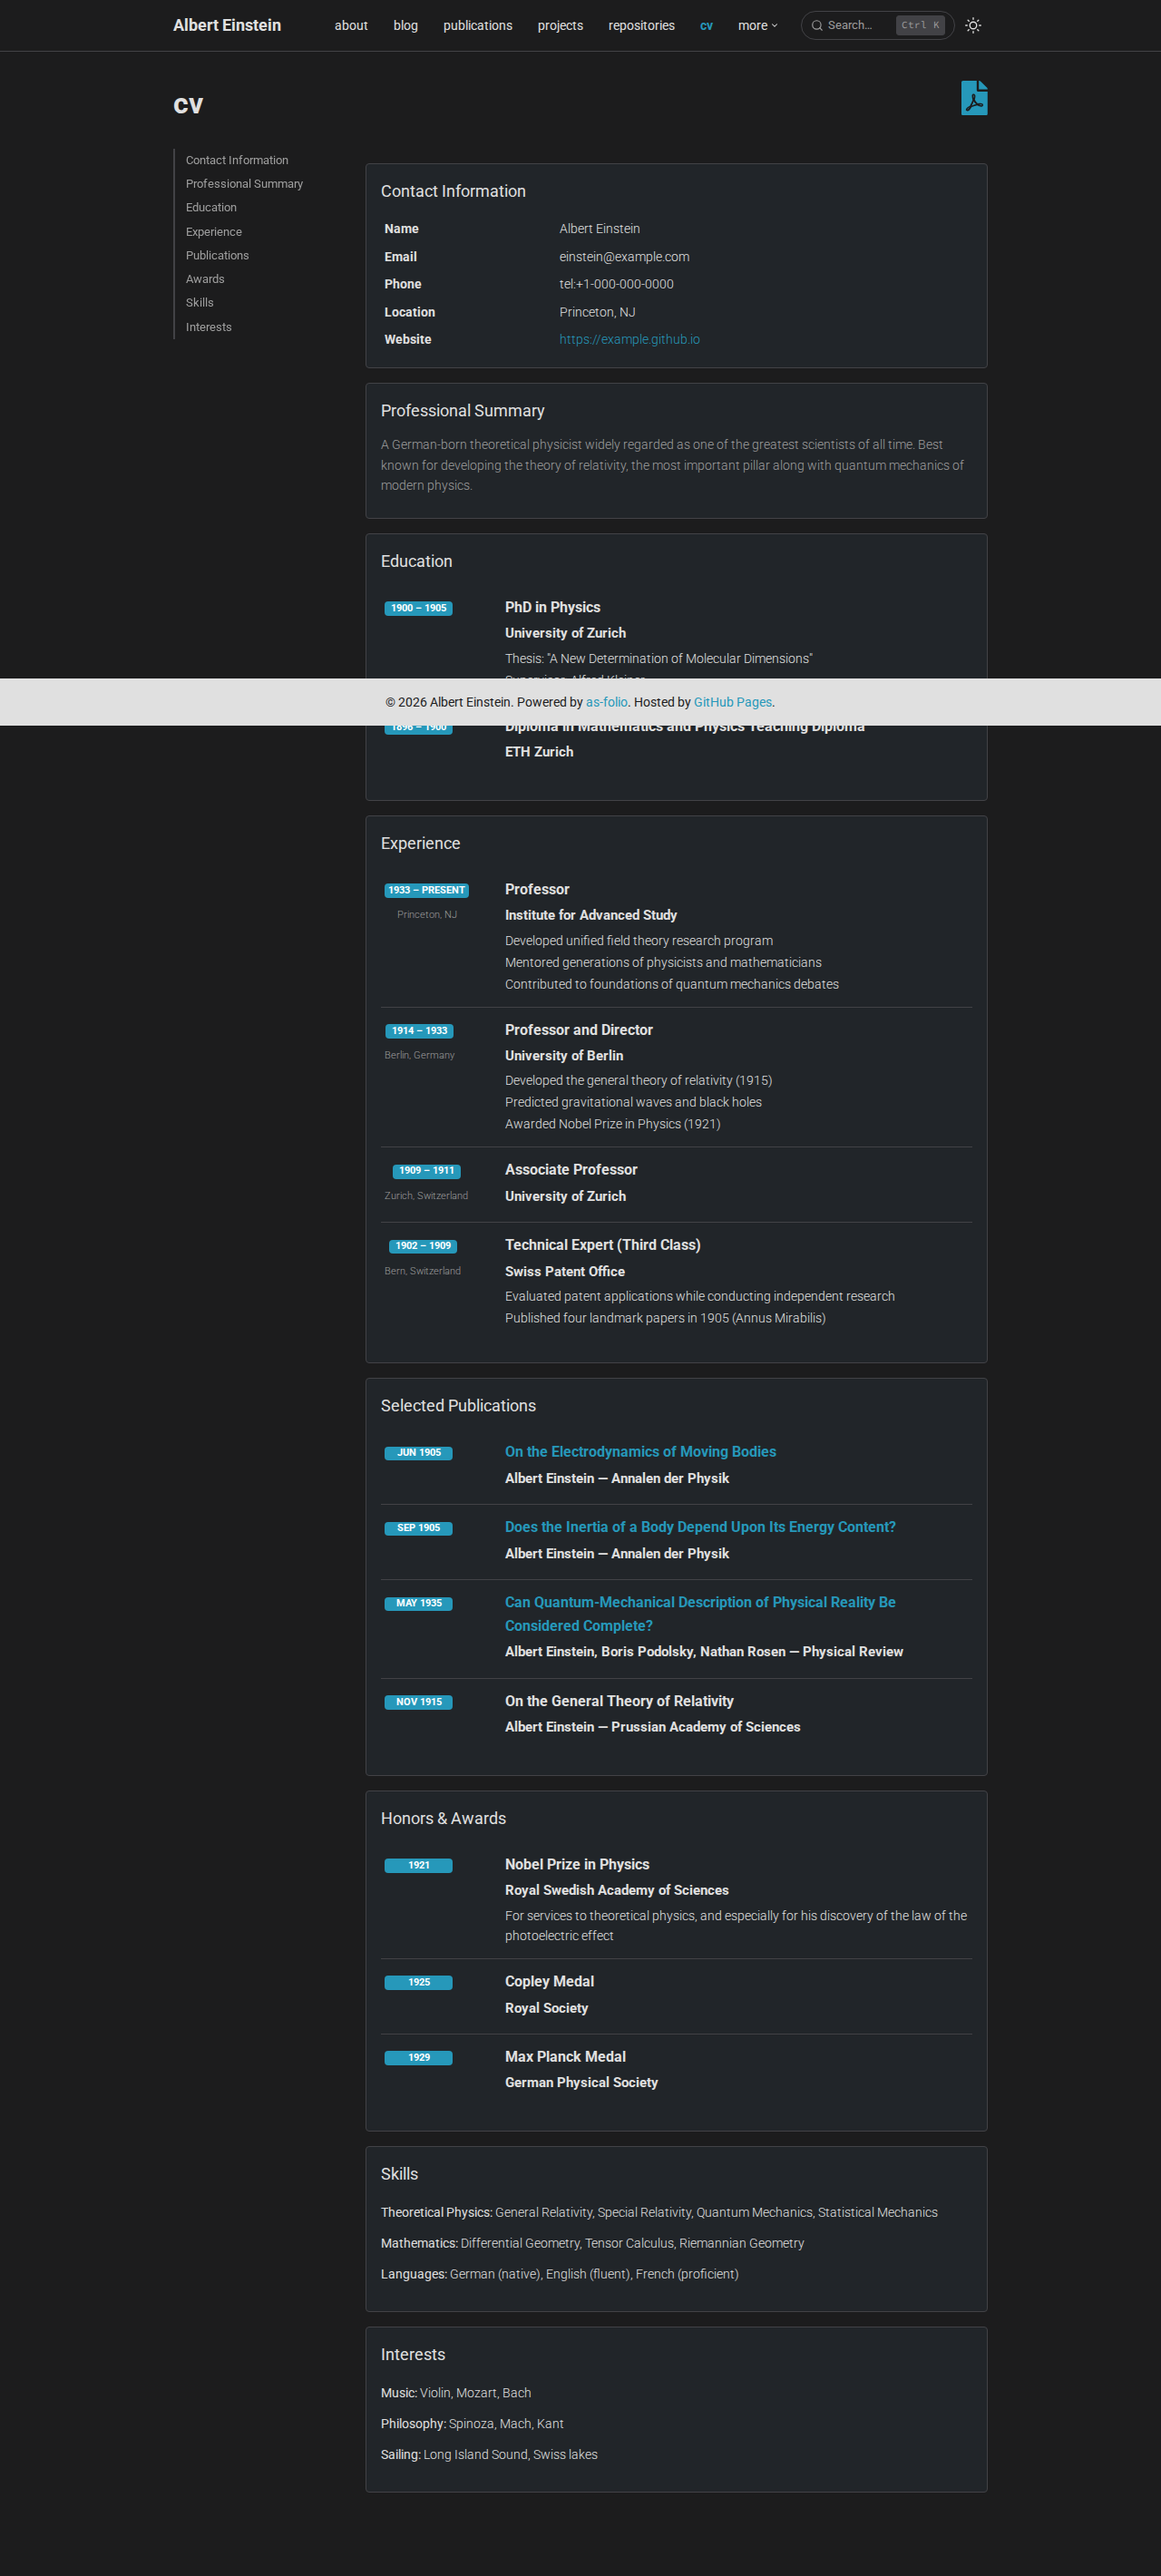 Albert Einstein
about
blog
publications
projects
repositories
cv
more
Search...
Ctrl K
cv
Contact Information
Professional Summary
Education
Experience
Publications
Awards
Skills
Interests
Contact Information
Name Albert Einstein
Email einstein@example.com
Phone tel:+1-000-000-0000
Location Princeton, NJ
Website https://example.github.io
Professional Summary
A German-born theoretical physicist widely regarded as one of the greatest scientists of all time. Best
known for developing the theory of relativity, the most important pillar along with quantum mechanics of
modern physics.
Education
1900 – 1905
PhD in Physics
University of Zurich
Thesis: "A New Determination of Molecular Dimensions"
© 2026 Albert Einstein. Powered by as-folio. Hosted by GitHub Pages.
Diploma in Mathematics and Physics Teaching Diploma
ETH Zurich
Experience
1933 – PRESENT
Princeton, NJ
Professor
Institute for Advanced Study
Developed unified field theory research program
Mentored generations of physicists and mathematicians
Contributed to foundations of quantum mechanics debates
1914 – 1933
Berlin, Germany
Professor and Director
University of Berlin
Developed the general theory of relativity (1915)
Predicted gravitational waves and black holes
Awarded Nobel Prize in Physics (1921)
1909 – 1911
Zurich, Switzerland
Associate Professor
University of Zurich
1902 – 1909
Bern, Switzerland
Technical Expert (Third Class)
Swiss Patent Office
Evaluated patent applications while conducting independent research
Published four landmark papers in 1905 (Annus Mirabilis)
Selected Publications
JUN 1905
On the Electrodynamics of Moving Bodies
Albert Einstein — Annalen der Physik
SEP 1905
Does the Inertia of a Body Depend Upon Its Energy Content?
Albert Einstein — Annalen der Physik
MAY 1935
Can Quantum-Mechanical Description of Physical Reality Be
Considered Complete?
Albert Einstein, Boris Podolsky, Nathan Rosen — Physical Review
NOV 1915
On the General Theory of Relativity
Albert Einstein — Prussian Academy of Sciences
Honors & Awards
1921
Nobel Prize in Physics
Royal Swedish Academy of Sciences
For services to theoretical physics, and especially for his discovery of the law of the
photoelectric effect
1925
Copley Medal
Royal Society
1929
Max Planck Medal
German Physical Society
Skills
Theoretical Physics: General Relativity, Special Relativity, Quantum Mechanics, Statistical Mechanics
Mathematics: Differential Geometry, Tensor Calculus, Riemannian Geometry
Languages: German (native), English (fluent), French (proficient)
Interests
Music: Violin, Mozart, Bach
Philosophy: Spinoza, Mach, Kant
Sailing: Long Island Sound, Swiss lakes